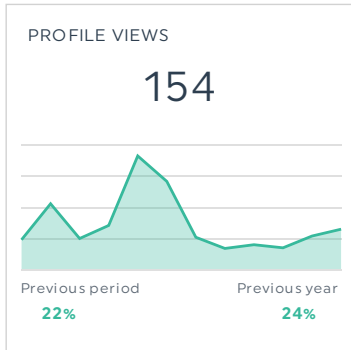 PROFILE VIEWS
154
Previous period Previous year
22% 24%